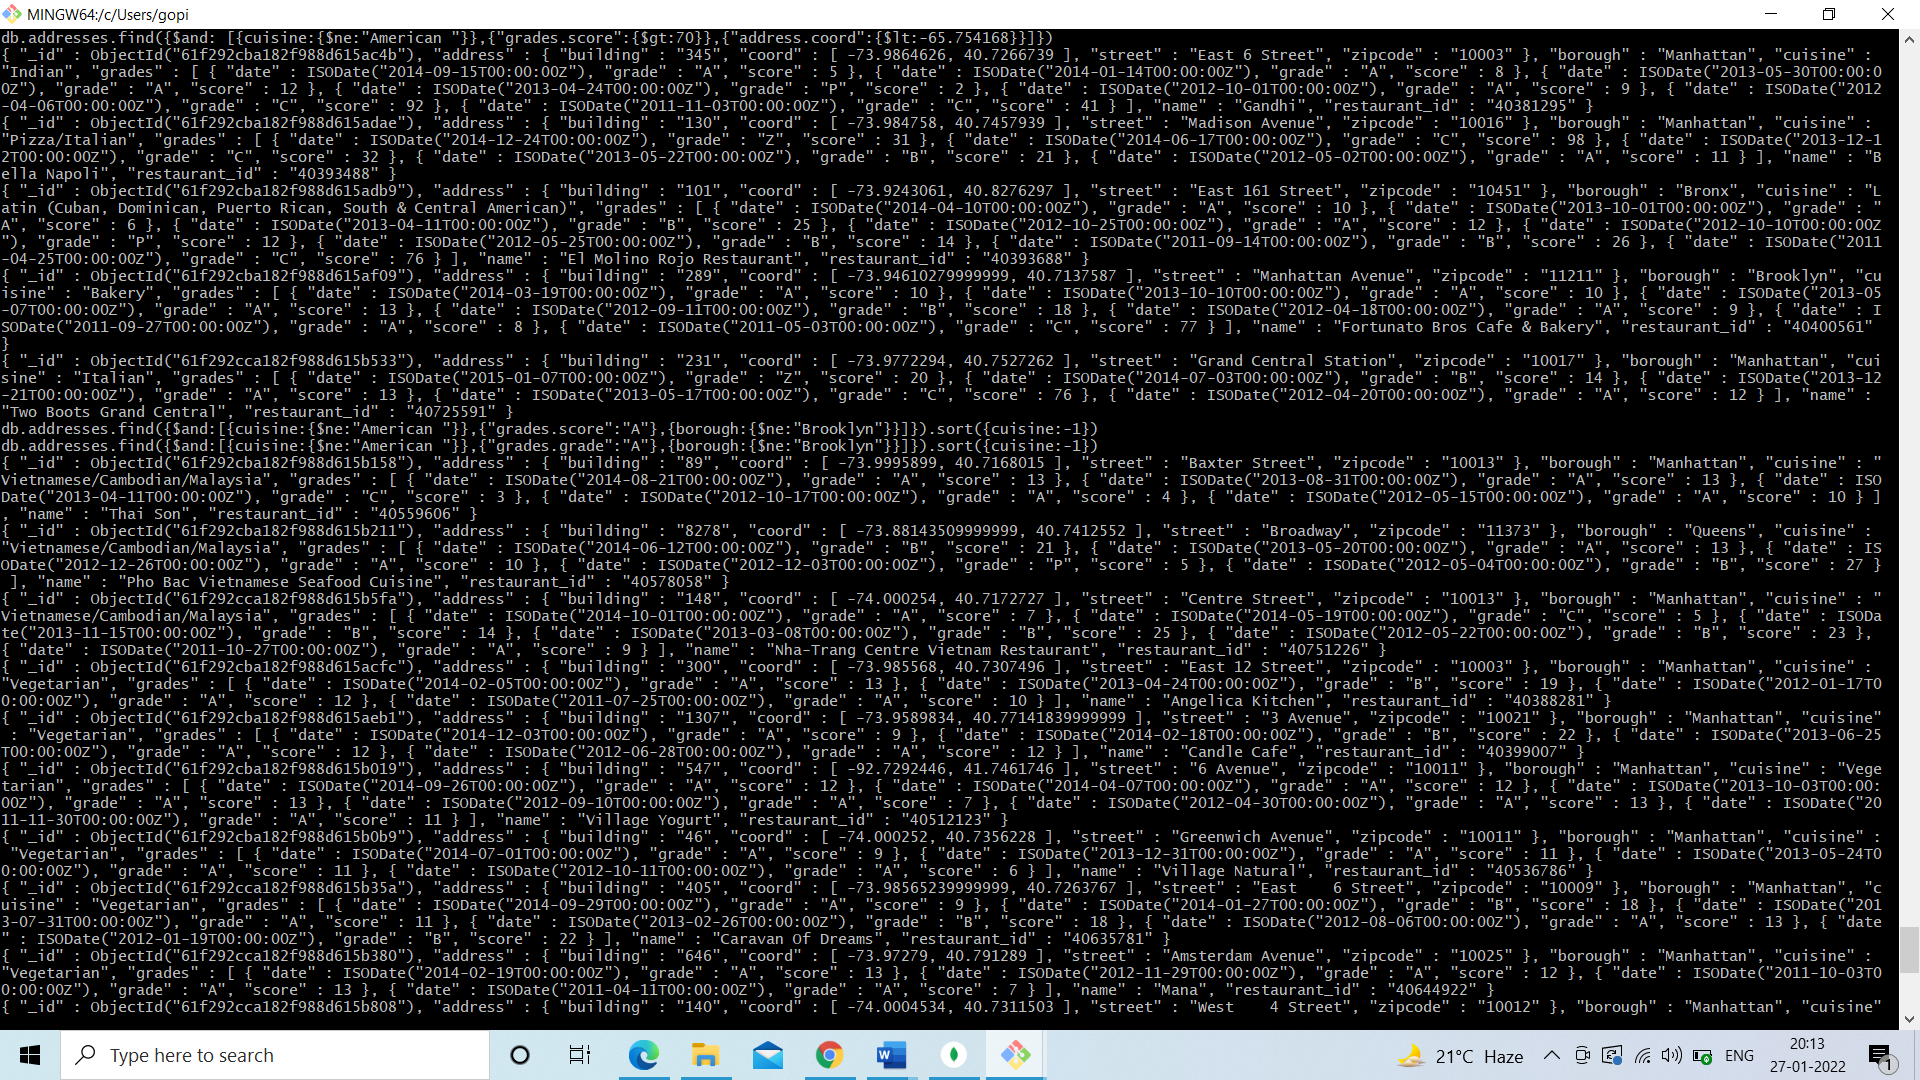 MINGW64:/c/Users/gopi
db.addresses.find({$and: [{cuisine:{$ne:"American "}},{"grades.score":{$gt:70}},{"address.coord":{$lt:-65.754168}}]})
{ "_id" : ObjectId("61f292cba182f988d615ac4b"), "address" : { "building" : "345", "coord" : [ -73.9864626, 40.7266739 ], "street" : "East 6 Street", "zipcode" : "10003" }, "borough" : "Manhattan", "cuisine" :
"Indian", "grades" : [ { "date" : ISODate("2014-09-15T00:00:00Z"), "grade" : "A", "score" : 5 }, { "date" : ISODate("2014-01-14T00:00:00Z"), "grade" : "A", "score" : 8 }, { "date" : ISODate("2013-05-30T00:00:0
0Z"), "grade" : "A", "score" : 12 }, { "date" : ISODate("2013-04-24T00:00:00Z"), "grade" : "P", "score" : 2 }, { "date" : ISODate("2012-10-01T00:00:00Z"), "grade" : "A", "score" : 9 }, { "date" : ISODate("2012
-04-06T00:00:00Z"), "grade" : "C", "score" : 92 }, { "date" : ISODate("2011-11-03T00:00:00Z"), "grade" : "C", "score" : 41 } ], "name" : "Gandhi", "restaurant_id" : "40381295" }
{ "_id" : ObjectId("61f292cba182f988d615adae"), "address" : { "building" : "130", "coord" : [ -73.984758, 40.7457939 ], "street" : "Madison Avenue", "zipcode" : "10016" }, "borough" : "Manhattan", "cuisine" :
"Pizza/Italian", "grades" : [ { "date" : ISODate("2014-12-24T00:00:00Z"), "grade" : "Z", "score" : 31 }, { "date" : ISODate("2014-06-17T00:00:00Z"), "grade" : "C", "score" : 98 }, { "date" : ISODate("2013-12-1
2T00:00:00Z"), "grade" : "C", "score" : 32 }, { "date" : ISODate("2013-05-22T00:00:00Z"), "grade" : "B", "score" : 21 }, { "date" : ISODate("2012-05-02T00:00:00Z"), "grade" : "A", "score" : 11 } ], "name" : "B
ella Napoli", "restaurant_id" : "40393488" }
{ "_id" : ObjectId("61f292cba182f988d615adb9"), "address" : { "building" : "101", "coord" : [ -73.9243061, 40.8276297 ], "street" : "East 161 Street", "zipcode" : "10451" }, "borough" : "Bronx", "cuisine" : "L
atin (Cuban, Dominican, Puerto Rican, South & Central American)", "grades" : [ { "date" : ISODate("2014-04-10T00:00:00Z"), "grade" : "A", "score" : 10 }, { "date" : ISODate("2013-10-01T00:00:00Z"), "grade" : "
A", "score" : 6 }, { "date" : ISODate("2013-04-11T00:00:00Z"), "grade" : "B", "score" : 25 }, { "date" : ISODate("2012-10-25T00:00:00Z"), "grade" : "A", "score" : 12 }, { "date" : ISODate("2012-10-10T00:00:00Z
"), "grade" : "P", "score" : 12 }, { "date" : ISODate("2012-05-25T00:00:00Z"), "grade" : "B", "score" : 14 }, { "date" : ISODate("2011-09-14T00:00:00Z"), "grade" : "B", "score" : 26 }, { "date" : ISODate("2011
-04-25T00:00:00Z"), "grade" : "C", "score" : 76 } ], "name" : "El Molino Rojo Restaurant", "restaurant_id" : "40393688" }
{ "_id" : ObjectId("61f292cba182f988d615af09"), "address" : { "building" : "289", "coord" : [ -73.94610279999999, 40.7137587 ], "street" : "Manhattan Avenue", "zipcode" : "11211" }, "borough" : "Brooklyn", "cu
isine" : "Bakery", "grades" : [ { "date" : ISODate("2014-03-19T00:00:00Z"), "grade" : "A", "score" : 10 }, { "date" : ISODate("2013-10-10T00:00:00Z"), "grade" : "A", "score" : 10 }, { "date" : ISODate("2013-05
-07T00:00:00Z"), "grade" : "A", "score" : 13 }, { "date" : ISODate("2012-09-11T00:00:00Z"), "grade" : "B", "score" : 18 }, { "date" : ISODate("2012-04-18T00:00:00Z"), "grade" : "A", "score" : 9 }, { "date" : I
SODate("2011-09-27T00:00:00Z"), "grade" : "A", "score" : 8 }, { "date" : ISODate("2011-05-03T00:00:00Z"), "grade" : "C", "score" : 77 } ], "name" : "Fortunato Bros Cafe & Bakery", "restaurant_id" : "40400561"
}
{ "_id" : ObjectId("61f292cca182f988d615b533"), "address" : { "building" : "231", "coord" : [ -73.9772294, 40.7527262 ], "street" : "Grand Central Station", "zipcode" : "10017" }, "borough" : "Manhattan", "cui
sine" : "Italian", "grades" : [ { "date" : ISODate("2015-01-07T00:00:00Z"), "grade" : "Z", "score" : 20 }, { "date" : ISODate("2014-07-03T00:00:00Z"), "grade" : "B", "score" : 14 }, { "date" : ISODate("2013-12
-21T00:00:00Z"), "grade" : "A", "score" : 13 }, { "date" : ISODate("2013-05-17T00:00:00Z"), "grade" : "C", "score" : 76 }, { "date" : ISODate("2012-04-20T00:00:00Z"), "grade" : "A", "score" : 12 } ], "name" :
"Two Boots Grand Central", "restaurant_id" : "40725591" }
db.addresses.find({$and:[{cuisine:{$ne:"American "}},{"grades.score":"A"},{borough:{$ne:"Brooklyn"}}]}).sort({cuisine:-1})
db.addresses.find({$and:[{cuisine:{$ne:"American "}},{"grades.grade":"A"},{borough:{$ne:"Brooklyn"}}]}).sort({cuisine:-1})
{ "_id" : ObjectId("61f292cba182f988d615b158"), "address" : { "building" : "89", "coord" : [ -73.9995899, 40.7168015 ], "street" : "Baxter Street", "zipcode" : "10013" }, "borough" : "Manhattan", "cuisine" : "
Vietnamese/Cambodian/Malaysia", "grades" : [ { "date" : ISODate("2014-08-21T00:00:00Z"), "grade" : "A", "score" : 13 }, { "date" : ISODate("2013-08-31T00:00:00Z"), "grade" : "A", "score" : 13 }, { "date" : ISO
Date("2013-04-11T00:00:00Z"), "grade" : "C", "score" : 3 }, { "date" : ISODate("2012-10-17T00:00:00Z"), "grade" : "A", "score" : 4 }, { "date" : ISODate("2012-05-15T00:00:00Z"), "grade" : "A", "score" : 10 } ]
, "name" : "Thai Son", "restaurant_id" : "40559606" }
{ "_id" : ObjectId("61f292cba182f988d615b211"), "address" : { "building" : "8278", "coord" : [ -73.88143509999999, 40.7412552 ], "street" : "Broadway", "zipcode" : "11373" }, "borough" : "Queens", "cuisine" :
"Vietnamese/Cambodian/Malaysia", "grades" : [ { "date" : ISODate("2014-06-12T00:00:00Z"), "grade" : "B", "score" : 21 }, { "date" : ISODate("2013-05-20T00:00:00Z"), "grade" : "A", "score" : 13 }, { "date" : IS
ODate("2012-12-26T00:00:00Z"), "grade" : "A", "score" : 10 }, { "date" : ISODate("2012-12-03T00:00:00Z"), "grade" : "P", "score" : 5 }, { "date" : ISODate("2012-05-04T00:00:00Z"), "grade" : "B", "score" : 27 }
 ], "name" : "Pho Bac Vietnamese Seafood Cuisine", "restaurant_id" : "40578058" }
{ "_id" : ObjectId("61f292cca182f988d615b5fa"), "address" : { "building" : "148", "coord" : [ -74.000254, 40.7172727 ], "street" : "Centre Street", "zipcode" : "10013" }, "borough" : "Manhattan", "cuisine" : "
Vietnamese/Cambodian/Malaysia", "grades" : [ { "date" : ISODate("2014-10-01T00:00:00Z"), "grade" : "A", "score" : 7 }, { "date" : ISODate("2014-05-19T00:00:00Z"), "grade" : "C", "score" : 5 }, { "date" : ISODa
te("2013-11-15T00:00:00Z"), "grade" : "B", "score" : 14 }, { "date" : ISODate("2013-03-08T00:00:00Z"), "grade" : "B", "score" : 25 }, { "date" : ISODate("2012-05-22T00:00:00Z"), "grade" : "B", "score" : 23 },
{ "date" : ISODate("2011-10-27T00:00:00Z"), "grade" : "A", "score" : 9 } ], "name" : "Nha-Trang Centre Vietnam Restaurant", "restaurant_id" : "40751226" }
{ "_id" : ObjectId("61f292cba182f988d615acfc"), "address" : { "building" : "300", "coord" : [ -73.985568, 40.7307496 ], "street" : "East 12 Street", "zipcode" : "10003" }, "borough" : "Manhattan", "cuisine" :
"Vegetarian", "grades" : [ { "date" : ISODate("2014-02-05T00:00:00Z"), "grade" : "A", "score" : 13 }, { "date" : ISODate("2013-04-24T00:00:00Z"), "grade" : "B", "score" : 19 }, { "date" : ISODate("2012-01-17T0
0:00:00Z"), "grade" : "A", "score" : 12 }, { "date" : ISODate("2011-07-25T00:00:00Z"), "grade" : "A", "score" : 10 } ], "name" : "Angelica Kitchen", "restaurant_id" : "40388281" }
{ "_id" : ObjectId("61f292cba182f988d615aeb1"), "address" : { "building" : "1307", "coord" : [ -73.9589834, 40.77141839999999 ], "street" : "3 Avenue", "zipcode" : "10021" }, "borough" : "Manhattan", "cuisine"
 : "Vegetarian", "grades" : [ { "date" : ISODate("2014-12-03T00:00:00Z"), "grade" : "A", "score" : 9 }, { "date" : ISODate("2014-02-18T00:00:00Z"), "grade" : "B", "score" : 22 }, { "date" : ISODate("2013-06-25
T00:00:00Z"), "grade" : "A", "score" : 12 }, { "date" : ISODate("2012-06-28T00:00:00Z"), "grade" : "A", "score" : 12 } ], "name" : "Candle Cafe", "restaurant_id" : "40399007" }
{ "_id" : ObjectId("61f292cba182f988d615b019"), "address" : { "building" : "547", "coord" : [ -92.7292446, 41.7461746 ], "street" : "6 Avenue", "zipcode" : "10011" }, "borough" : "Manhattan", "cuisine" : "Vege
tarian", "grades" : [ { "date" : ISODate("2014-09-26T00:00:00Z"), "grade" : "A", "score" : 12 }, { "date" : ISODate("2014-04-07T00:00:00Z"), "grade" : "A", "score" : 12 }, { "date" : ISODate("2013-10-03T00:00:
00Z"), "grade" : "A", "score" : 13 }, { "date" : ISODate("2012-09-10T00:00:00Z"), "grade" : "A", "score" : 7 }, { "date" : ISODate("2012-04-30T00:00:00Z"), "grade" : "A", "score" : 13 }, { "date" : ISODate("20
11-11-30T00:00:00Z"), "grade" : "A", "score" : 11 } ], "name" : "Village Yogurt", "restaurant_id" : "40512123" }
{ "_id" : ObjectId("61f292cba182f988d615b0b9"), "address" : { "building" : "46", "coord" : [ -74.000252, 40.7356228 ], "street" : "Greenwich Avenue", "zipcode" : "10011" }, "borough" : "Manhattan", "cuisine" :
 "Vegetarian", "grades" : [ { "date" : ISODate("2014-07-01T00:00:00Z"), "grade" : "A", "score" : 9 }, { "date" : ISODate("2013-12-31T00:00:00Z"), "grade" : "A", "score" : 11 }, { "date" : ISODate("2013-05-24T0
0:00:00Z"), "grade" : "A", "score" : 11 }, { "date" : ISODate("2012-10-11T00:00:00Z"), "grade" : "A", "score" : 6 } ], "name" : "Village Natural", "restaurant_id" : "40536786" }
{ "_id" : ObjectId("61f292cca182f988d615b35a"), "address" : { "building" : "405", "coord" : [ -73.98565239999999, 40.7263767 ], "street" : "East    6 Street", "zipcode" : "10009" }, "borough" : "Manhattan", "c
uisine" : "Vegetarian", "grades" : [ { "date" : ISODate("2014-09-29T00:00:00Z"), "grade" : "A", "score" : 9 }, { "date" : ISODate("2014-01-27T00:00:00Z"), "grade" : "B", "score" : 18 }, { "date" : ISODate("201
3-07-31T00:00:00Z"), "grade" : "A", "score" : 11 }, { "date" : ISODate("2013-02-26T00:00:00Z"), "grade" : "B", "score" : 18 }, { "date" : ISODate("2012-08-06T00:00:00Z"), "grade" : "A", "score" : 13 }, { "date
" : ISODate("2012-01-19T00:00:00Z"), "grade" : "B", "score" : 22 } ], "name" : "Caravan Of Dreams", "restaurant_id" : "40635781" }
{ "_id" : ObjectId("61f292cca182f988d615b380"), "address" : { "building" : "646", "coord" : [ -73.97279, 40.791289 ], "street" : "Amsterdam Avenue", "zipcode" : "10025" }, "borough" : "Manhattan", "cuisine" :
"Vegetarian", "grades" : [ { "date" : ISODate("2014-02-19T00:00:00Z"), "grade" : "A", "score" : 13 }, { "date" : ISODate("2012-11-29T00:00:00Z"), "grade" : "A", "score" : 12 }, { "date" : ISODate("2011-10-03T0
0:00:00Z"), "grade" : "A", "score" : 13 }, { "date" : ISODate("2011-04-11T00:00:00Z"), "grade" : "A", "score" : 7 } ], "name" : "Mana", "restaurant_id" : "40644922" }
{ "_id" : ObjectId("61f292cca182f988d615b808"), "address" : { "building" : "140", "coord" : [ -74.0004534, 40.7311503 ], "street" : "West    4 Street", "zipcode" : "10012" }, "borough" : "Manhattan", "cuisine"
Type here to search
21°C Haze
ENG
20:13
27-01-2022
1